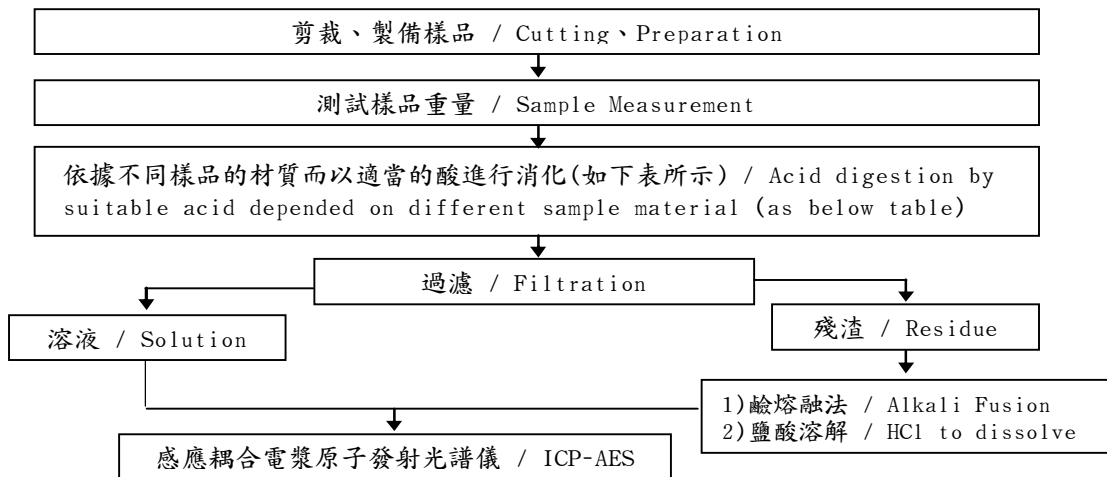 剪裁、製備樣品 / Cutting、Preparation
測試樣品重量 / Sample Measurement
依據不同樣品的材質而以適當的酸進行消化(如下表所示) / Acid digestion by
suitable acid depended on different sample material (as below table)
過濾 / Filtration
溶液 / Solution
殘渣 / Residue
1)鹼熔融法 / Alkali Fusion
2)鹽酸溶解 / HCl to dissolve
感應耦合電漿原子發射光譜儀 / ICP-AES